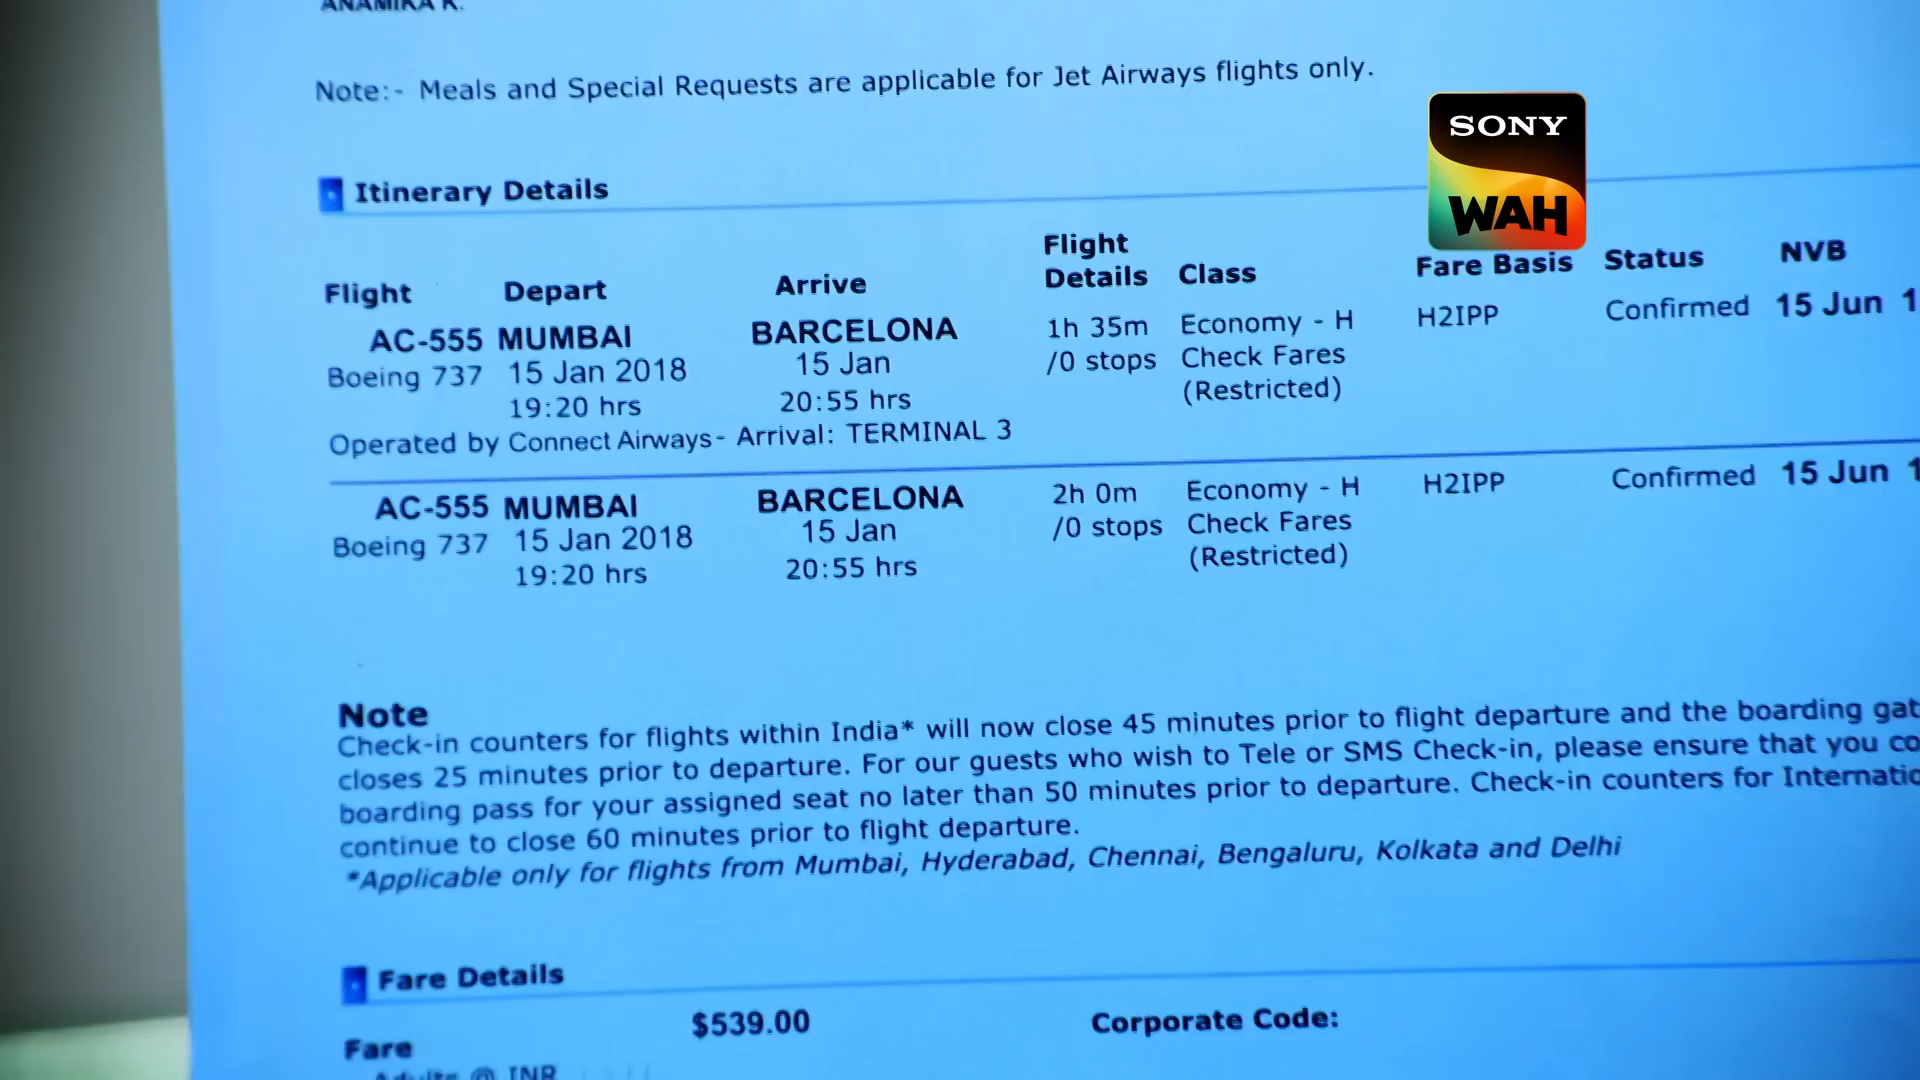 ANAMIKA K.
Note:- Meals and Special Requests are applicable for Jet Airways flights only.
SONY
WAH
Itinerary Details
Flight Depart Arrive Flight Details Class Fare Basis Status NVB
AC-555 MUMBAI BARCELONA 1h 35m Economy - H H2IPP Confirmed 15 Jun
Boeing 737 15 Jan 2018 15 Jan /0 stops Check Fares
19:20 hrs 20:55 hrs (Restricted)
Operated by Connect Airways- Arrival: TERMINAL 3
AC-555 MUMBAI BARCELONA 2h 0m Economy - H H2IPP Confirmed 15 Jun
Boeing 737 15 Jan 2018 15 Jan /0 stops Check Fares
19:20 hrs 20:55 hrs (Restricted)
Note
Check-in counters for flights within India* will now close 45 minutes prior to flight departure and the boarding gat
closes 25 minutes prior to departure. For our guests who wish to Tele or SMS Check-in, please ensure that you co
boarding pass for your assigned seat no later than 50 minutes prior to departure. Check-in counters for Internatio
continue to close 60 minutes prior to flight departure.
*Applicable only for flights from Mumbai, Hyderabad, Chennai, Bengaluru, Kolkata and Delhi
Fare Details
Fare $539.00 Corporate Code:
Adults @ INR